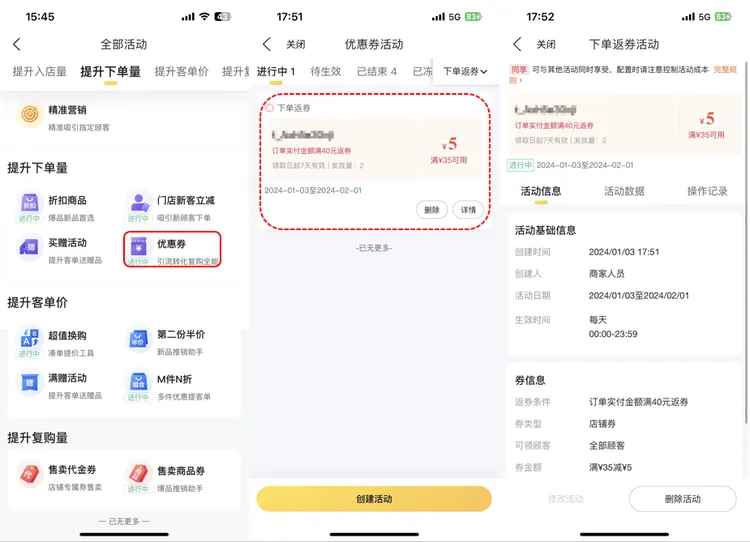 15:45
43
全部活动
提升入店量 提升下单量 提升客单价 提升复
精准营销
精准吸引指定顾客
提升下单量
折扣
折扣商品
进行中 爆品新品首选
门店新客立减
进行中 吸引新顾客下单
赠
买赠活动
提升客单送赠品
¥
优惠券
进行中 引流转化复购全能
提升客单价
超值换购
进行中 凑单提价工具
半价
第二份半价
新品推销助手
赠
满赠活动
提升客单送赠品
组合
M件N折
进行中 多件优惠提客单
提升复购量
代
售卖代金券
店铺专属券售卖
售卖商品券
进行中 爆品推销助手
— 已无更多 —
17:51
5G 83
关闭 优惠券活动
进行中 1 待生效 已结束 4 已冻 下单返券
下单返券
订单实付金额满40元返券
领取日起7天有效 | 发放量：2
¥5
满¥35可用
2024-01-03至2024-02-01
删除 详情
-已无更多-
创建活动
17:52
5G 83
关闭 下单返券活动
同享 可与其他活动同时享受，配置时请注意控制活动成本 完整规
则 ›
订单实付金额满40元返券
领取日起7天有效 | 发放量：2
¥5
满¥35可用
进行中 2024-01-03至2024-02-01
活动信息 活动数据 操作记录
活动基础信息
创建时间 2024/01/03 17:51
创建人 商家人员
活动日期 2024/01/03至2024/02/01
生效时间 每天
00:00-23:59
券信息
返券条件 订单实付金额满40元返券
券类型 店铺券
可领顾客 全部顾客
券金额 满¥35减¥5
修改活动 删除活动